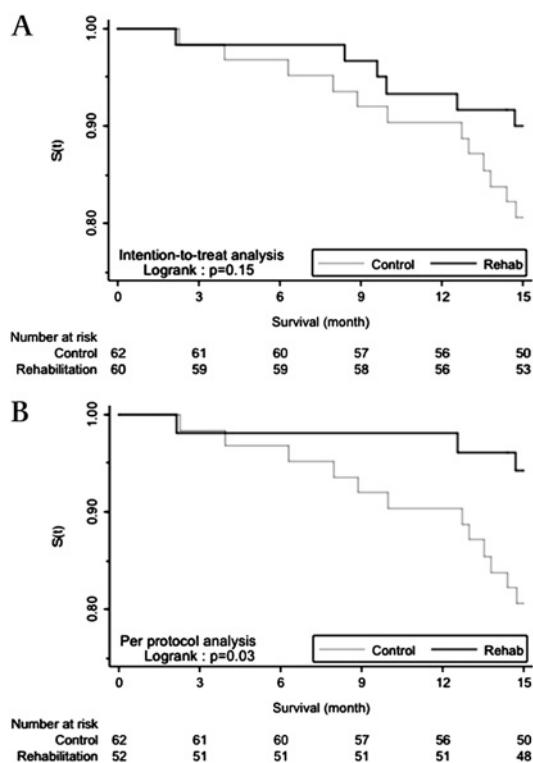 A
1.00
0.90
0.80
S(t)
Intention-to-treat analysis
Logrank : p=0.15
Control Rehab
0 3 6 9 12 15
Survival (month)
Number at risk
Control 62 61 60 57 56 50
Rehabilitation 60 59 59 58 56 53
B
1.00
0.90
0.80
S(t)
Per protocol analysis
Logrank : p=0.03
Control Rehab
0 3 6 9 12 15
Survival (month)
Number at risk
Control 62 61 60 57 56 50
Rehabilitation 52 51 51 51 51 48